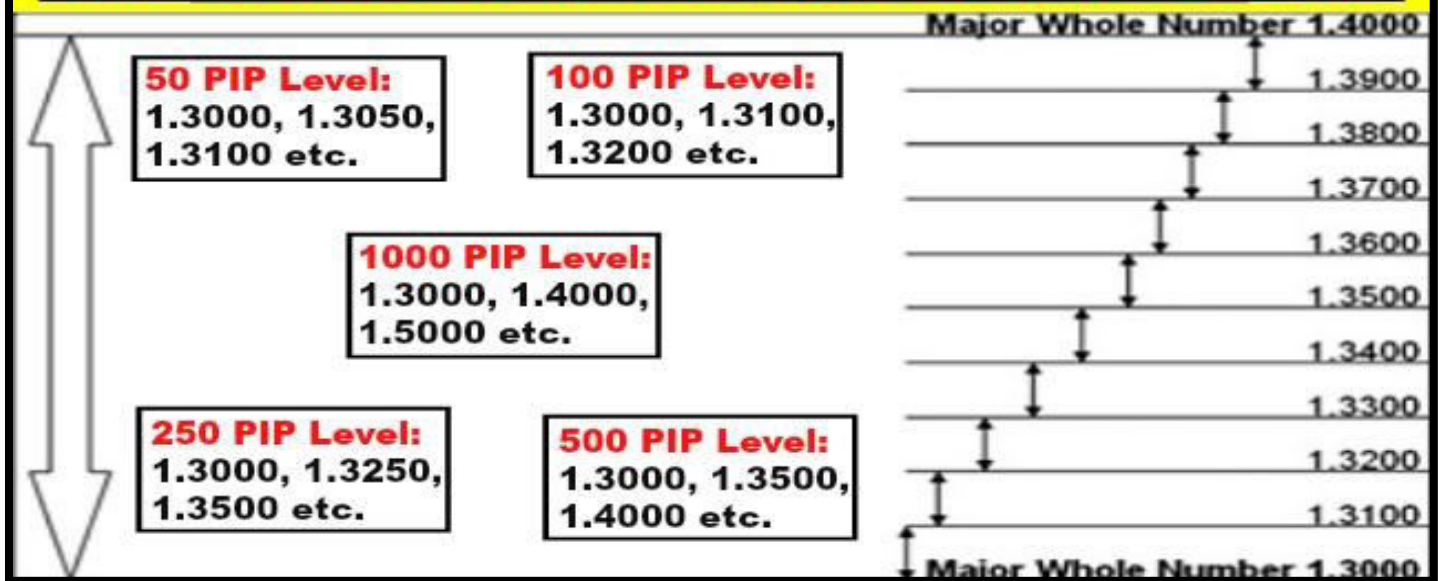 Major Whole Number 1.4000
50 PIP Level:
1.3000, 1.3050,
1.3100 etc.
100 PIP Level:
1.3000, 1.3100,
1.3200 etc.
1000 PIP Level:
1.3000, 1.4000,
1.5000 etc.
250 PIP Level:
1.3000, 1.3250,
1.3500 etc.
500 PIP Level:
1.3000, 1.3500,
1.4000 etc.
1.3900
1.3800
1.3700
1.3600
1.3500
1.3400
1.3300
1.3200
1.3100
Major Whole Number 1.3000